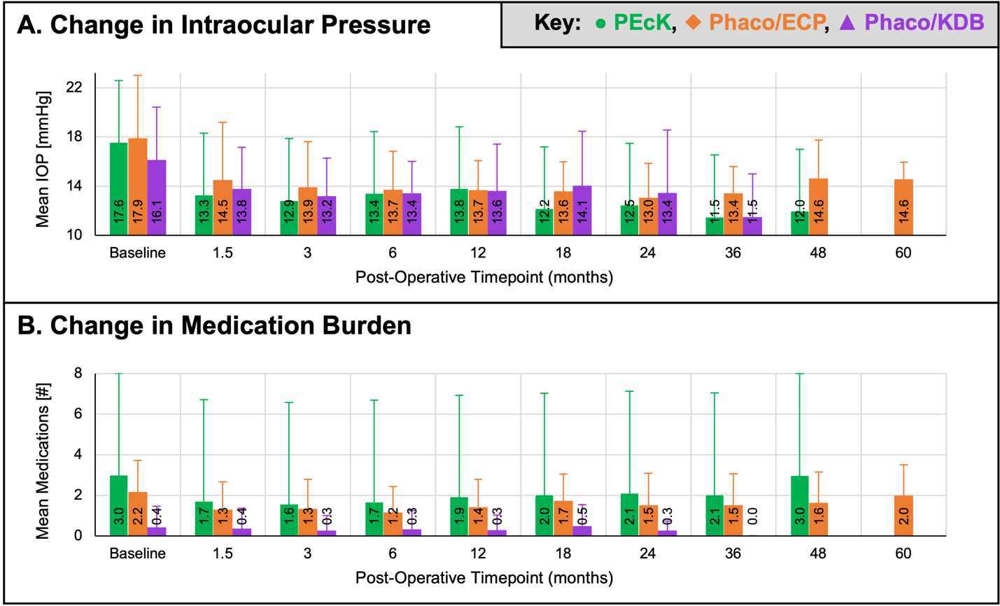 A. Change in Intraocular Pressure
Key: ● PEcK, ◆ Phaco/ECP, ▲ Phaco/KDB
Mean IOP [mmHg]
22
18
14
10
17.6 17.9 16.1 13.3 14.5 13.8 12.9 13.9 13.2 13.4 13.7 13.4 13.8 13.7 13.6 12.2 13.6 14.1 12.5 13.0 13.4 11.5 13.4 11.5 12.0 14.6 14.6
Baseline 1.5 3 6 12 18 24 36 48 60
Post-Operative Timepoint (months)
B. Change in Medication Burden
Mean Medications [#]
8
6
4
2
0
3.0 2.2 0.4 1.7 1.3 0.4 1.6 1.3 0.3 1.7 1.2 0.3 1.9 1.4 0.3 2.0 1.7 0.5 2.1 1.5 0.3 2.1 1.5 0.0 3.0 1.6 2.0
Baseline 1.5 3 6 12 18 24 36 48 60
Post-Operative Timepoint (months)